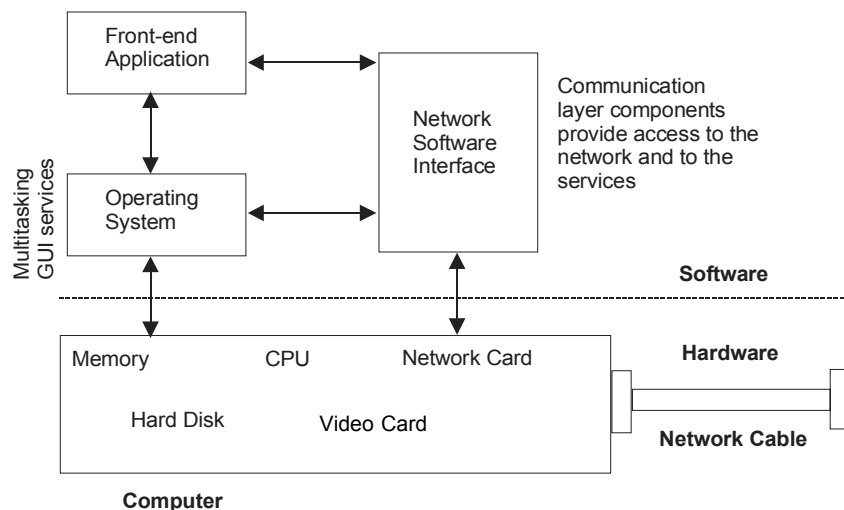 Front-end
Application
Network
Software
Interface
Communication
layer components
provide access to the
network and to the
services
Multitasking
GUI services
Operating
System
Software
Memory
CPU
Network Card
Hardware
Hard Disk
Video Card
Network Cable
Computer